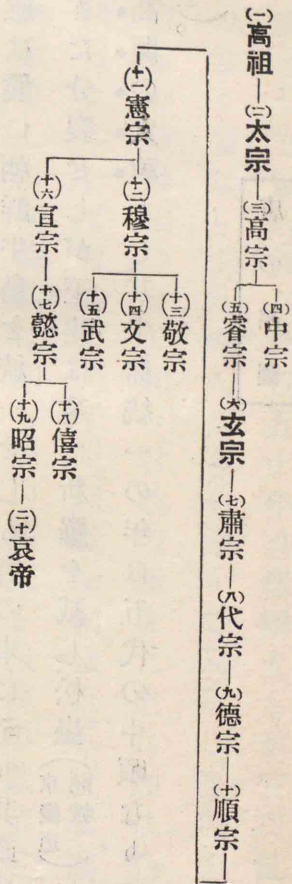 (一)高祖—(二)太宗—(三)高宗
(四)中宗
(五)睿宗—(六)玄宗—(七)肅宗—(八)代宗—(九)德宗—(十)順宗
(十一)憲宗
(十二)穆宗
(十三)敬宗
(十四)文宗
(十五)武宗
(十六)宣宗—(十七)懿宗
(十八)僖宗
(十九)昭宗—(二十)哀帝